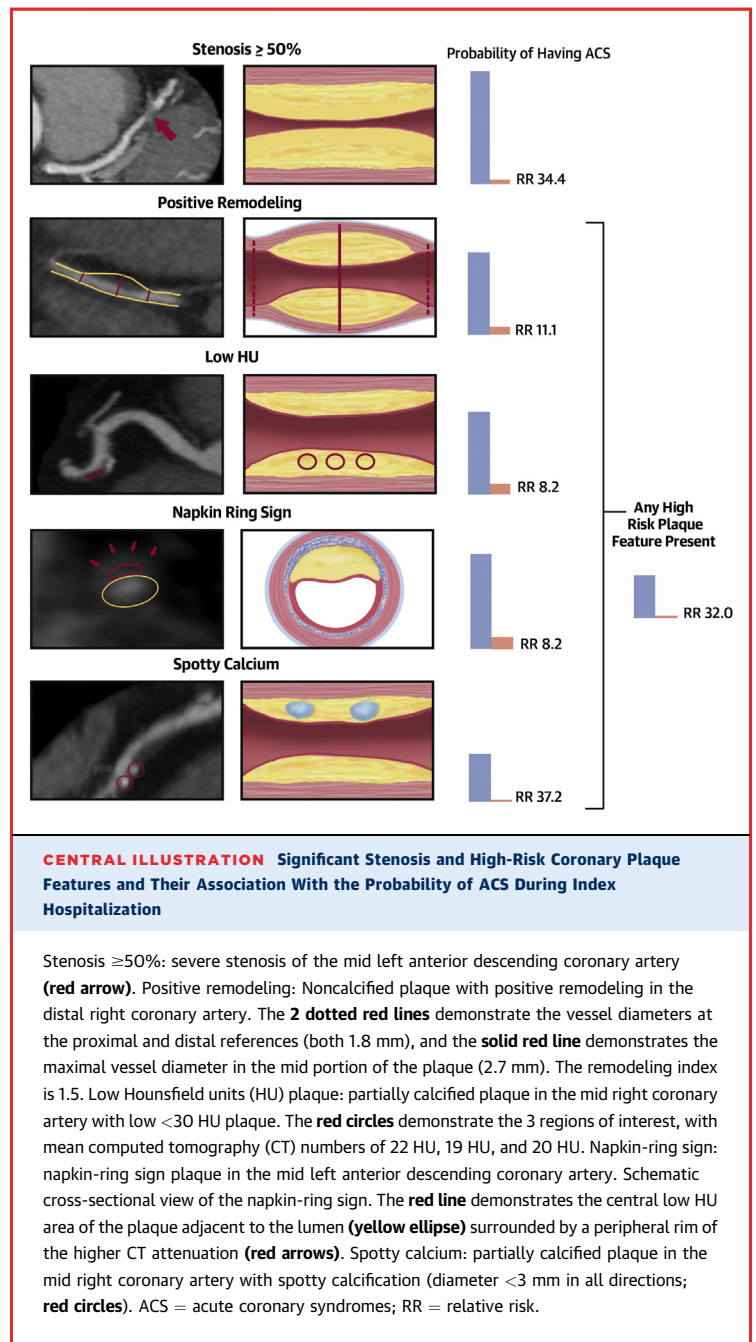 Stenosis ≥ 50%
Probability of Having ACS
RR 34.4
Positive Remodeling
RR 11.1
Low HU
RR 8.2
Napkin Ring Sign
RR 8.2
Spotty Calcium
RR 37.2
Any High
Risk Plaque
Feature Present
RR 32.0
CENTRAL ILLUSTRATION Significant Stenosis and High-Risk Coronary Plaque
Features and Their Association With the Probability of ACS During Index
Hospitalization
Stenosis ≥50%: severe stenosis of the mid left anterior descending coronary artery
(red arrow). Positive remodeling: Noncalcified plaque with positive remodeling in the
distal right coronary artery. The 2 dotted red lines demonstrate the vessel diameters at
the proximal and distal references (both 1.8 mm), and the solid red line demonstrates the
maximal vessel diameter in the mid portion of the plaque (2.7 mm). The remodeling index
is 1.5. Low Hounsfield units (HU) plaque: partially calcified plaque in the mid right coronary
artery with low <30 HU plaque. The red circles demonstrate the 3 regions of interest, with
mean computed tomography (CT) numbers of 22 HU, 19 HU, and 20 HU. Napkin-ring sign:
napkin-ring sign plaque in the mid left anterior descending coronary artery. Schematic
cross-sectional view of the napkin-ring sign. The red line demonstrates the central low HU
area of the plaque adjacent to the lumen (yellow ellipse) surrounded by a peripheral rim of
the higher CT attenuation (red arrows). Spotty calcium: partially calcified plaque in the
mid right coronary artery with spotty calcification (diameter <3 mm in all directions;
red circles). ACS = acute coronary syndromes; RR = relative risk.